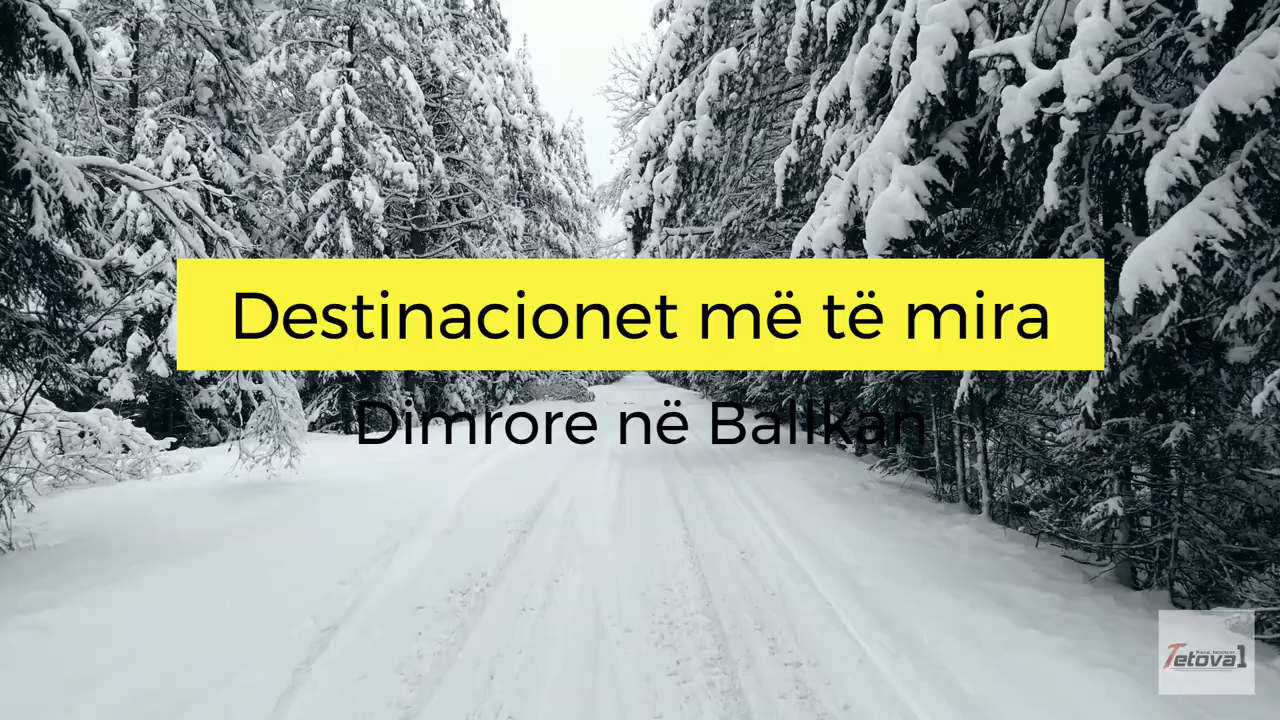 Destinacionet më të mira
Dimrore në Ballkan
Tetova1